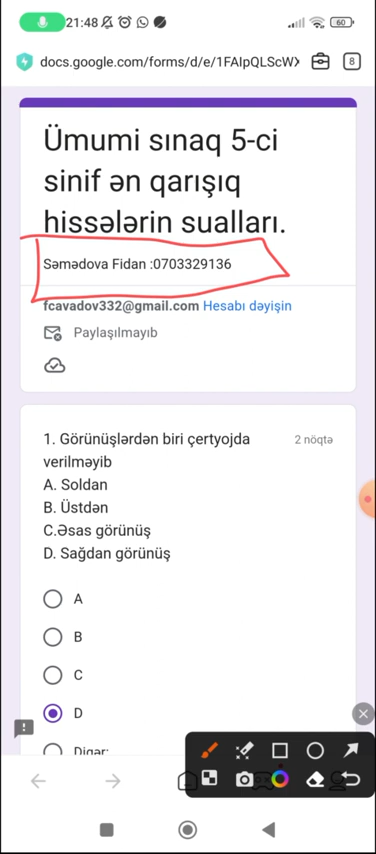 21:48
60
docs.google.com/forms/d/e/1FAIpQLScW
8
Ümumi sınaq 5-ci
sinif ən qarışıq
hissələrin sualları.
Səmədova Fidan :0703329136
fcavadov332@gmail.com Hesabı dəyişin
Paylaşılmayıb
1. Görünüşlərdən biri çertyojda
2 nöqtə
verilməyib
A. Soldan
B. Üstdən
C.Əsas görünüş
D. Sağdan görünüş
A
B
C
D
Digər: